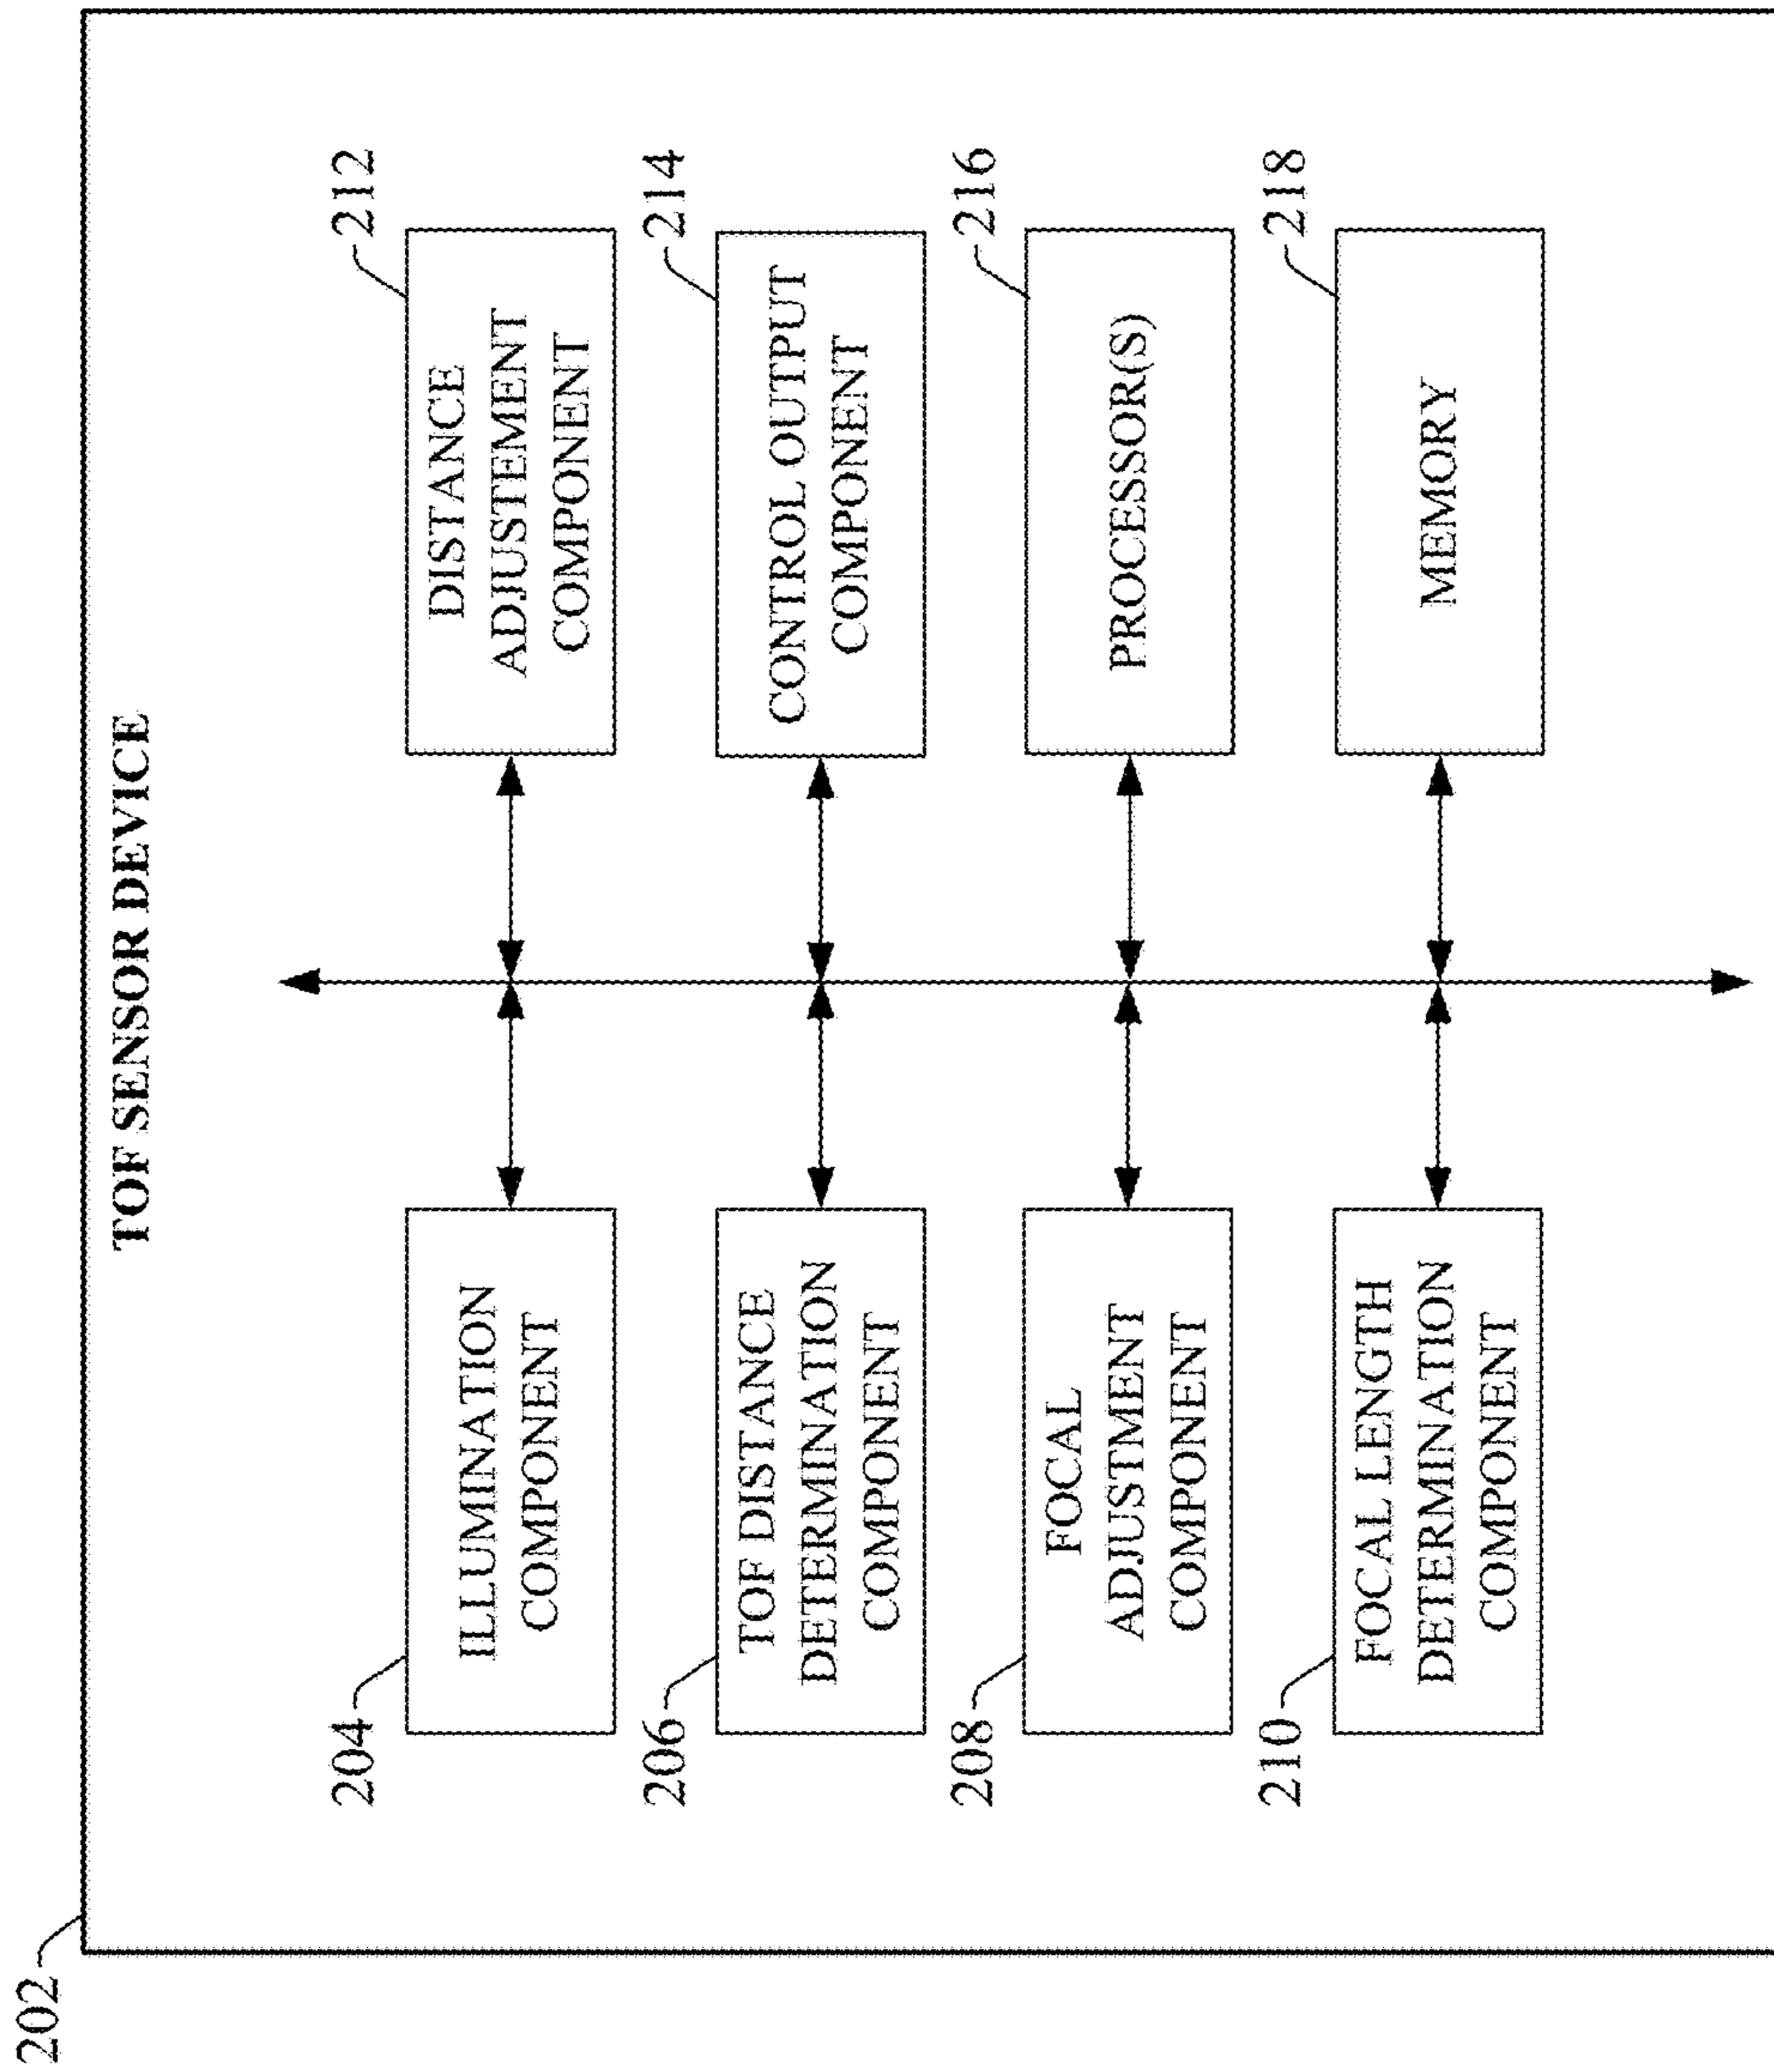 202
TOF SENSOR DEVICE
204
ILLUMINATION
COMPONENT
206
TOF DISTANCE
DETERMINATION
COMPONENT
208
FOCAL
ADJUSTMENT
COMPONENT
210
FOCAL LENGTH
DETERMINATION
COMPONENT
212
DISTANCE
ADJUSTEMENT
COMPONENT
214
CONTROL OUTPUT
COMPONENT
216
PROCESSOR(S)
218
MEMORY